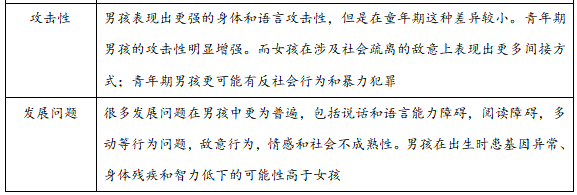 攻击性
男孩表现出更强的身体和语言攻击性，但是在童年期这种差异较小。青年期
男孩的攻击性明显增强。而女孩在涉及社会疏离的敌意上表现出更多间接方
式；青年期男孩更可能有反社会行为和暴力犯罪
发展问题
很多发展问题在男孩中更为普遍，包括说话和语言能力障碍，阅读障碍，多
动等行为问题，敌意行为，情感和社会不成熟性。男孩在出生时患基因异常、
身体残疾和智力低下的可能性高于女孩